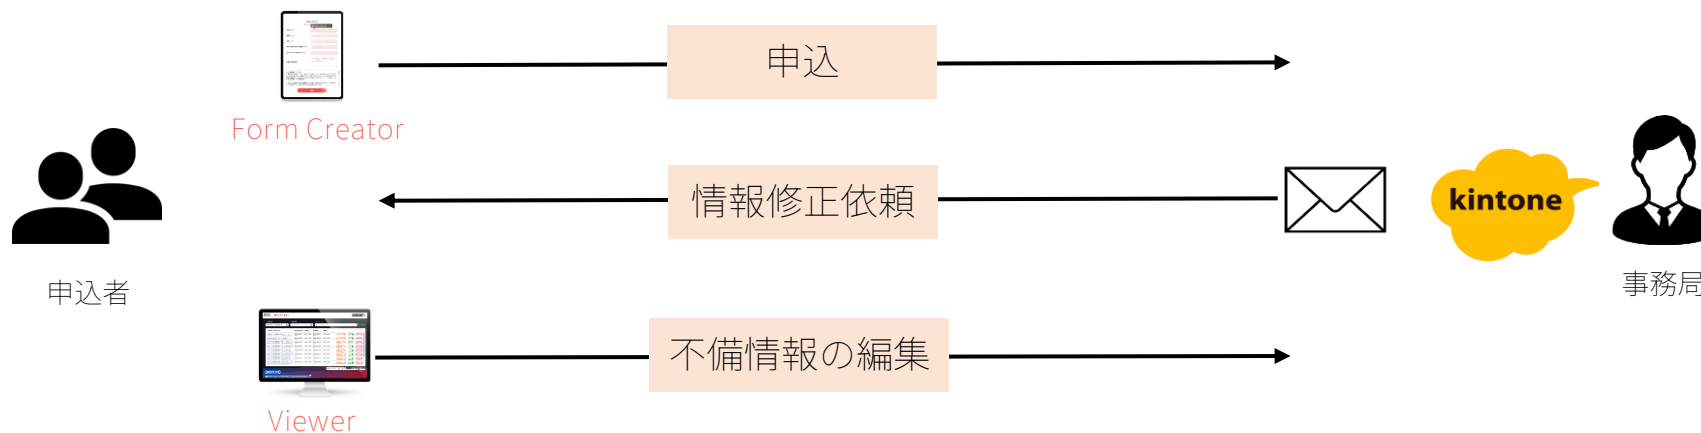 申込
Form Creator
情報修正依頼
kintone
申込者
事務局
不備情報の編集
Viewer